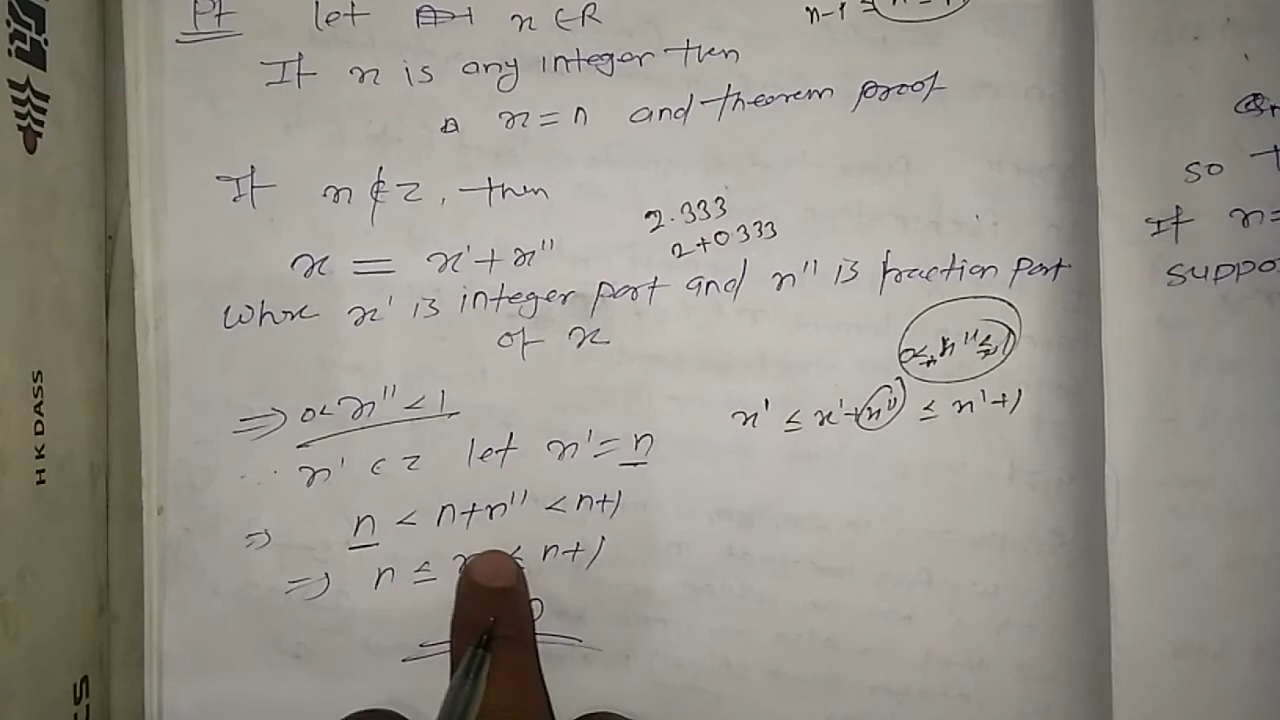 Pf let x ∈ R
n-1
If x is any integer then
x = n and theorem proof
If x ∉ Z, then
2.333
2+0 333
x = x' + x''
Where x' is integer part and x'' is fraction part
of x
x' ≤ x'+x'' ≤ x'+1
⇒ 0 < x'' < 1
∵ x' ∈ Z let x' = n
⇒ n < n+x'' < n+1
⇒ n ≤ n+1
so
If x=
suppo
H K DASS